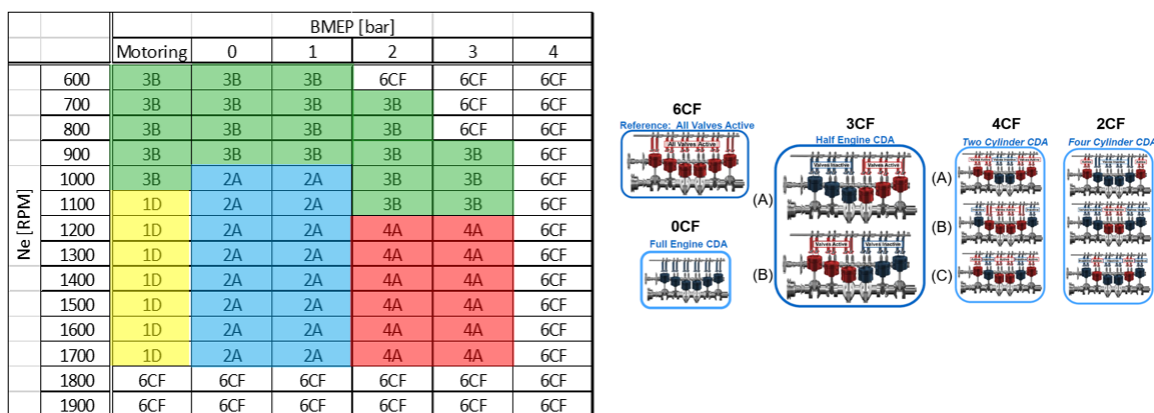 BMEP [bar]
Motoring 0 1 2 3 4
Ne [RPM]
600 3B 3B 3B 6CF 6CF 6CF
700 3B 3B 3B 3B 6CF 6CF
800 3B 3B 3B 3B 6CF 6CF
900 3B 3B 3B 3B 3B 6CF
1000 3B 2A 2A 3B 3B 6CF
1100 1D 2A 2A 3B 3B 6CF
1200 1D 2A 2A 4A 4A 6CF
1300 1D 2A 2A 4A 4A 6CF
1400 1D 2A 2A 4A 4A 6CF
1500 1D 2A 2A 4A 4A 6CF
1600 1D 2A 2A 4A 4A 6CF
1700 1D 2A 2A 4A 4A 6CF
1800 6CF 6CF 6CF 6CF 6CF 6CF
1900 6CF 6CF 6CF 6CF 6CF 6CF
6CF
Reference: All Valves Active
All Valves Active
0CF
Full Engine CDA
3CF
Half Engine CDA
(A)
Valves Inactive Valves Active
(B)
Valves Active Valves Inactive
4CF
Two Cylinder CDA
(A)
(B)
(C)
2CF
Four Cylinder CDA